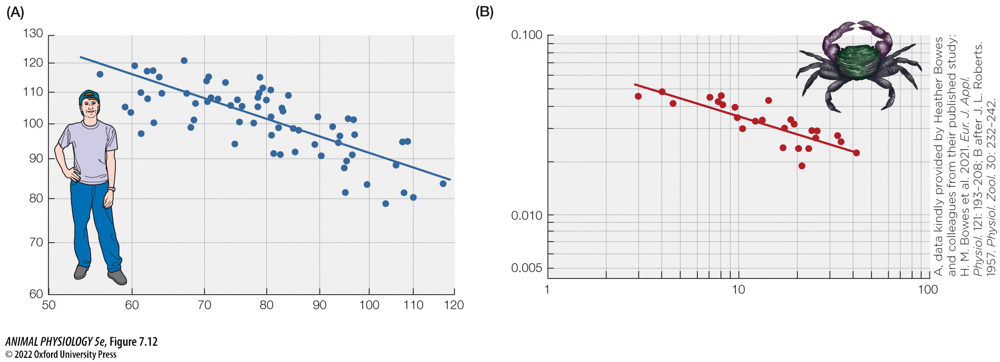 (A)
130
120
110
100
90
80
70
60
50 60 70 80 90 100 110 120
(B)
0.100
0.010
0.005
1 10 100
A, data kindly provided by Heather Bowes
and colleagues from their published study:
H. M. Bowes et al. 2021. Eur. J. Appl.
Physiol. 121: 193–208; B after J. L. Roberts.
1957. Physiol. Zool. 30: 232–242.
ANIMAL PHYSIOLOGY 5e, Figure 7.12
© 2022 Oxford University Press